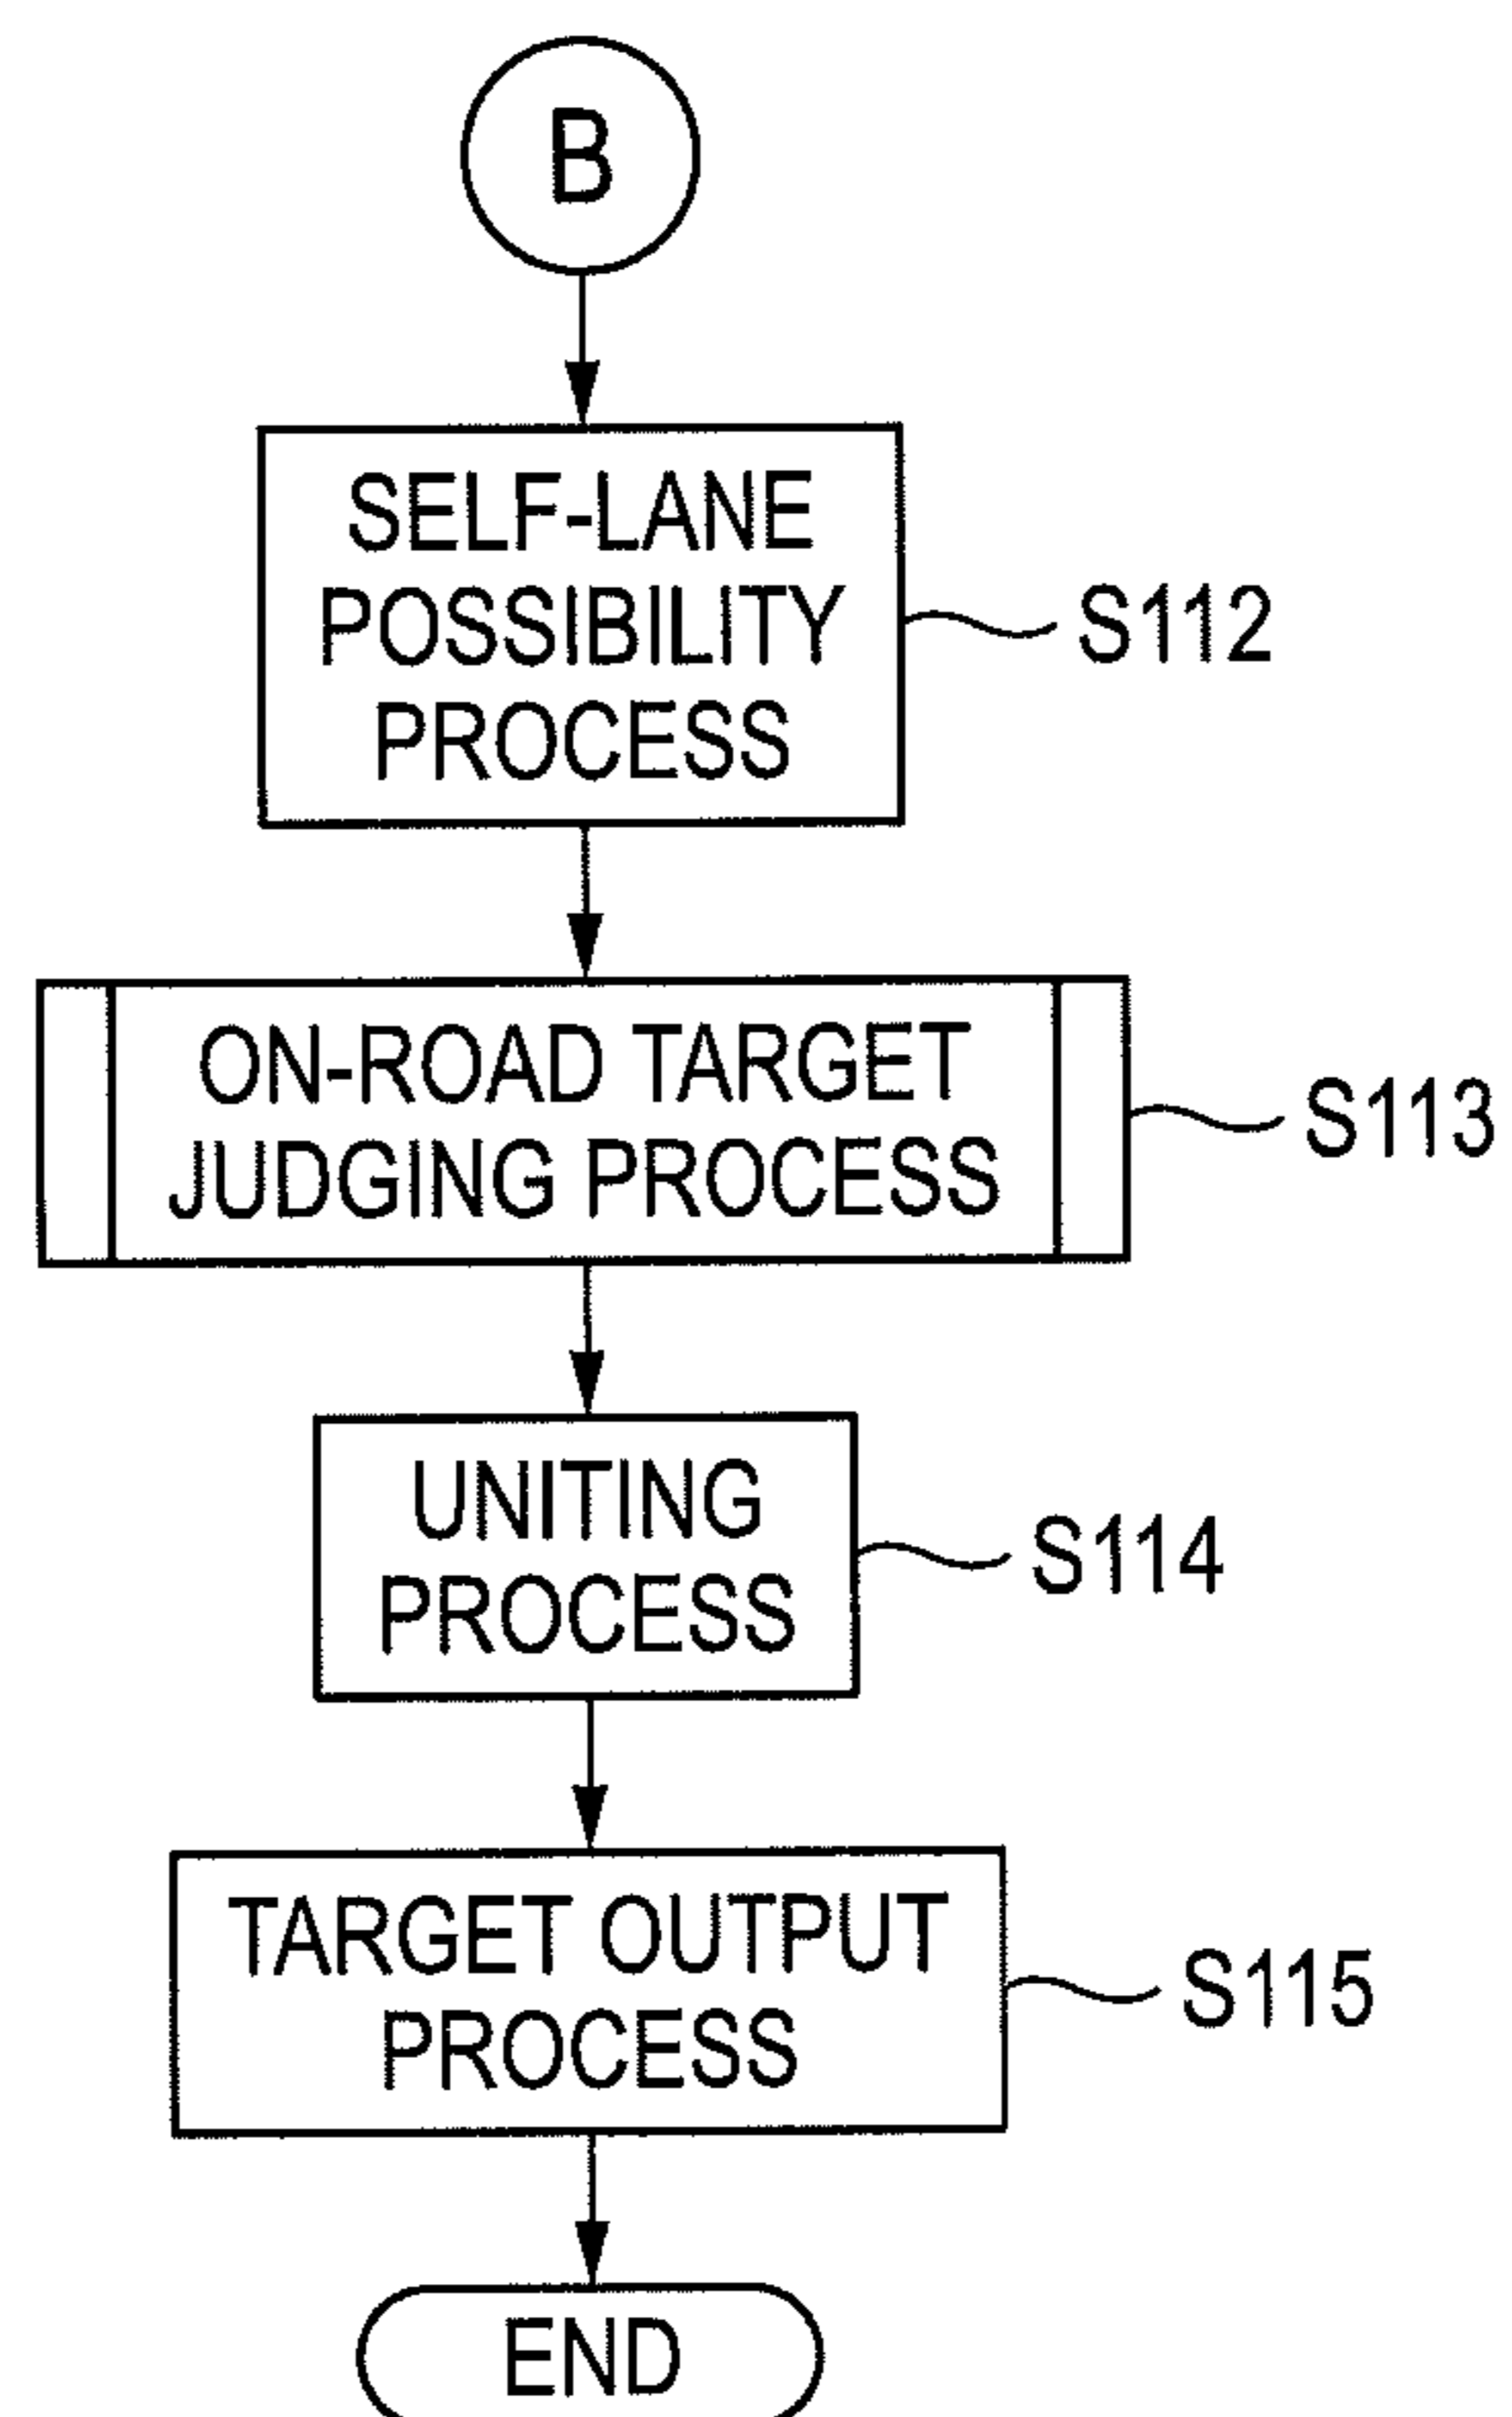 B
SELF-LANE
POSSIBILITY
PROCESS
S112
ON-ROAD TARGET
JUDGING PROCESS
S113
UNITING
PROCESS
S114
TARGET OUTPUT
PROCESS
S115
END